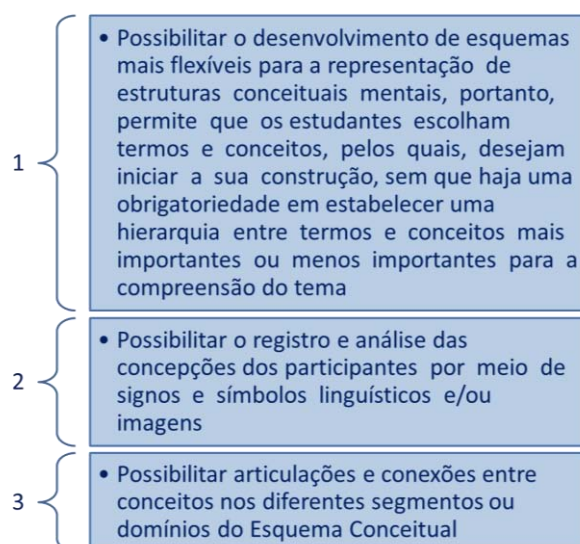 1
• Possibilitar o desenvolvimento de esquemas
mais flexíveis para a representação de
estruturas conceituais mentais, portanto,
permite que os estudantes escolham
termos e conceitos, pelos quais, desejam
iniciar a sua construção, sem que haja uma
obrigatoriedade em estabelecer uma
hierarquia entre termos e conceitos mais
importantes ou menos importantes para a
compreensão do tema
2
• Possibilitar o registro e análise das
concepções dos participantes por meio de
signos e símbolos linguísticos e/ou
imagens
3
• Possibilitar articulações e conexões entre
conceitos nos diferentes segmentos ou
domínios do Esquema Conceitual